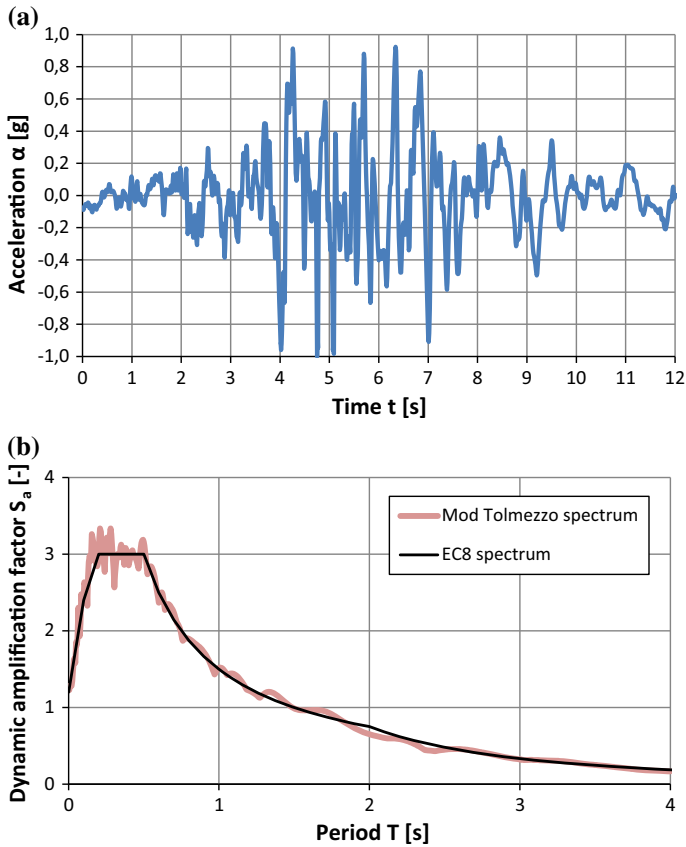 (a)
Acceleration α [g]
1,0
0,8
0,6
0,4
0,2
0,0
-0,2
-0,4
-0,6
-0,8
-1,0
0 1 2 3 4 5 6 7 8 9 10 11 12
Time t [s]
(b)
Dynamic amplification factor Sa [-]
4
3
2
1
0
Mod Tolmezzo spectrum
EC8 spectrum
0 1 2 3 4
Period T [s]